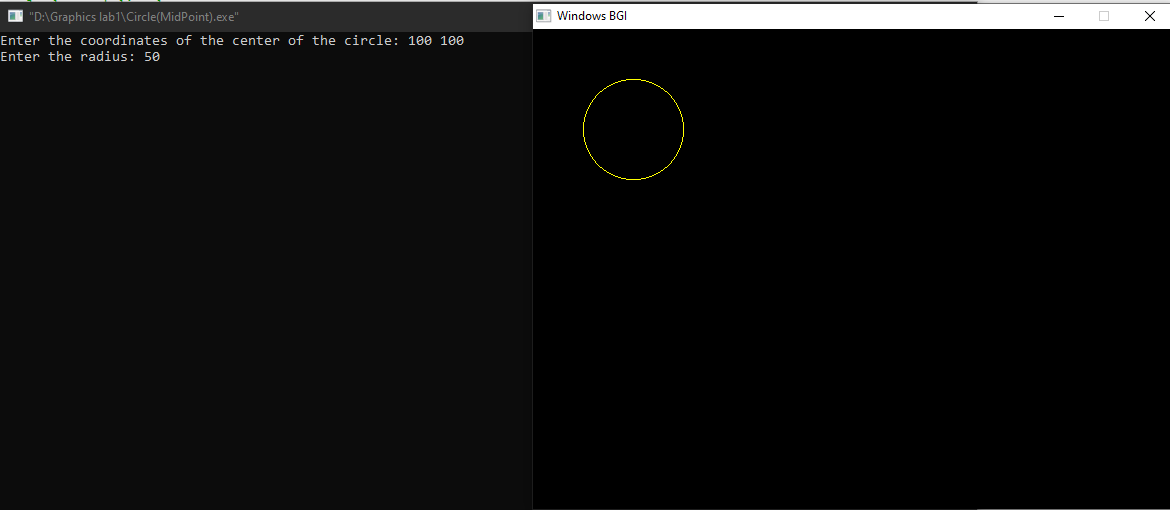 "D:\Graphics lab1\Circle(MidPoint).exe"
Enter the coordinates of the center of the circle: 100 100
Enter the radius: 50
Windows BGI